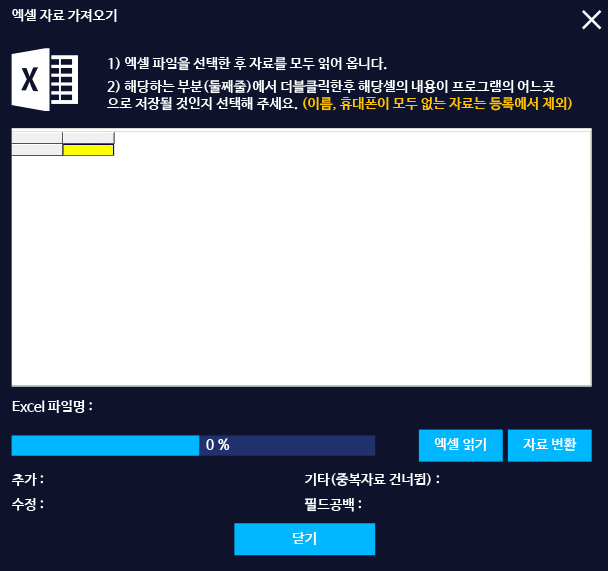 엑셀 자료 가져오기
X
1) 엑셀 파일을 선택한 후 자료를 모두 읽어 옵니다.
2) 해당하는 부분(둘째줄)에서 더블클릭한후 해당셀의 내용이 프로그램의 어느곳
으로 저장될 것인지 선택해 주세요. (이름, 휴대폰이 모두 없는 자료는 등록에서 제외)
Excel 파일명 :
0 %
엑셀 읽기
자료 변환
추가 :
기타(중복자료 건너뜀) :
수정 :
필드공백 :
닫기